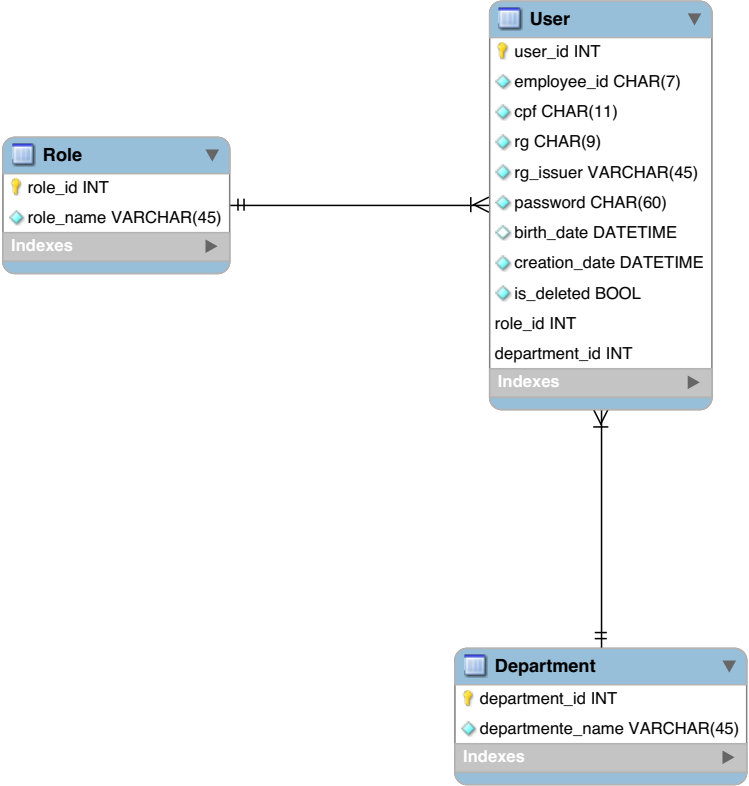 User
user_id INT
employee_id CHAR(7)
cpf CHAR(11)
rg CHAR(9)
rg_issuer VARCHAR(45)
password CHAR(60)
birth_date DATETIME
creation_date DATETIME
is_deleted BOOL
role_id INT
department_id INT
Indexes
Role
role_id INT
role_name VARCHAR(45)
Indexes
Department
department_id INT
departmente_name VARCHAR(45)
Indexes